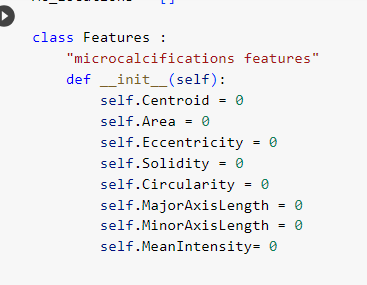 class Features :
"microcalcifications features"
def __init__(self):
self.Centroid = 0
self.Area = 0
self.Eccentricity = 0
self.Solidity = 0
self.Circularity = 0
self.MajorAxisLength = 0
self.MinorAxisLength = 0
self.MeanIntensity= 0